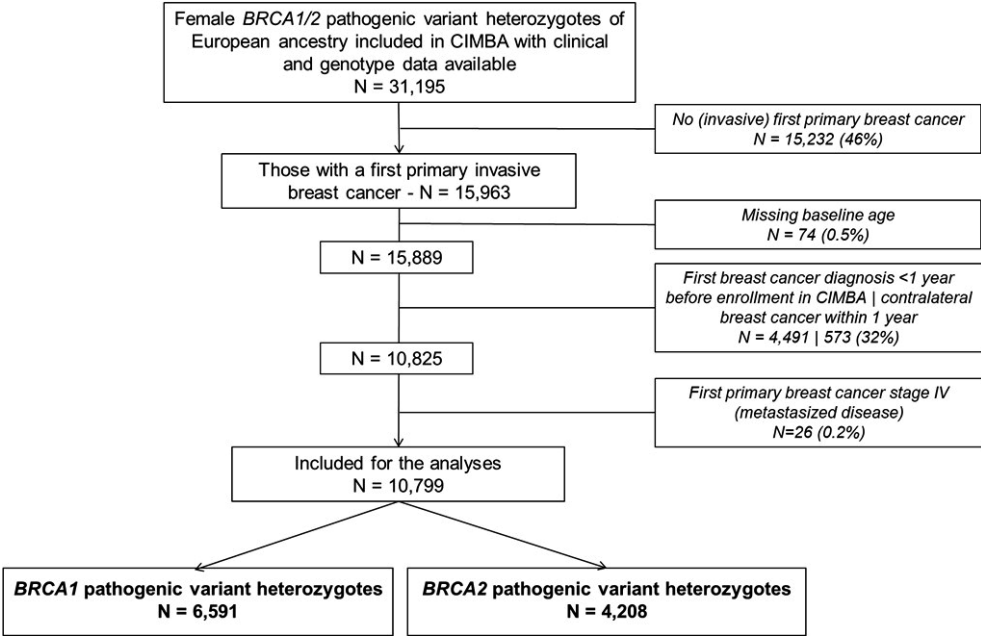 Female BRCA1/2 pathogenic variant heterozygotes of
European ancestry included in CIMBA with clinical
and genotype data available
N = 31,195
No (invasive) first primary breast cancer
N = 15,232 (46%)
Those with a first primary invasive
breast cancer - N = 15,963
Missing baseline age
N = 74 (0.5%)
N = 15,889
First breast cancer diagnosis <1 year
before enrollment in CIMBA | contralateral
breast cancer within 1 year
N = 4,491 | 573 (32%)
N = 10,825
First primary breast cancer stage IV
(metastasized disease)
N=26 (0.2%)
Included for the analyses
N = 10,799
BRCA1 pathogenic variant heterozygotes
N = 6,591
BRCA2 pathogenic variant heterozygotes
N = 4,208